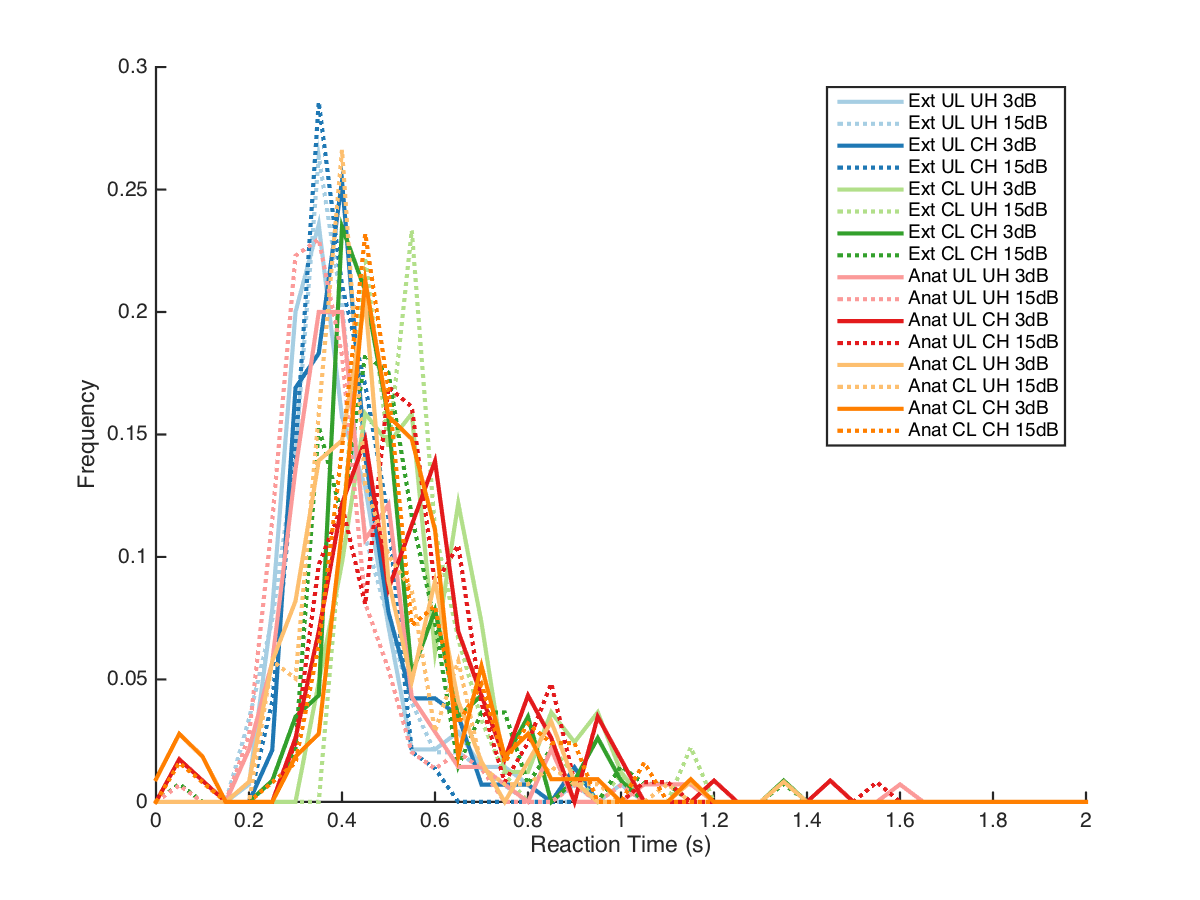 0.3
0.25
0.2
0.15
0.1
0.05
0
Frequency
0
0.2
0.4
0.6
0.8
1
1.2
1.4
1.6
1.8
2
Reaction Time (s)
Ext UL UH 3dB
Ext UL UH 15dB
Ext UL CH 3dB
Ext UL CH 15dB
Ext CL UH 3dB
Ext CL UH 15dB
Ext CL CH 3dB
Ext CL CH 15dB
Anat UL UH 3dB
Anat UL UH 15dB
Anat UL CH 3dB
Anat UL CH 15dB
Anat CL UH 3dB
Anat CL UH 15dB
Anat CL CH 3dB
Anat CL CH 15dB